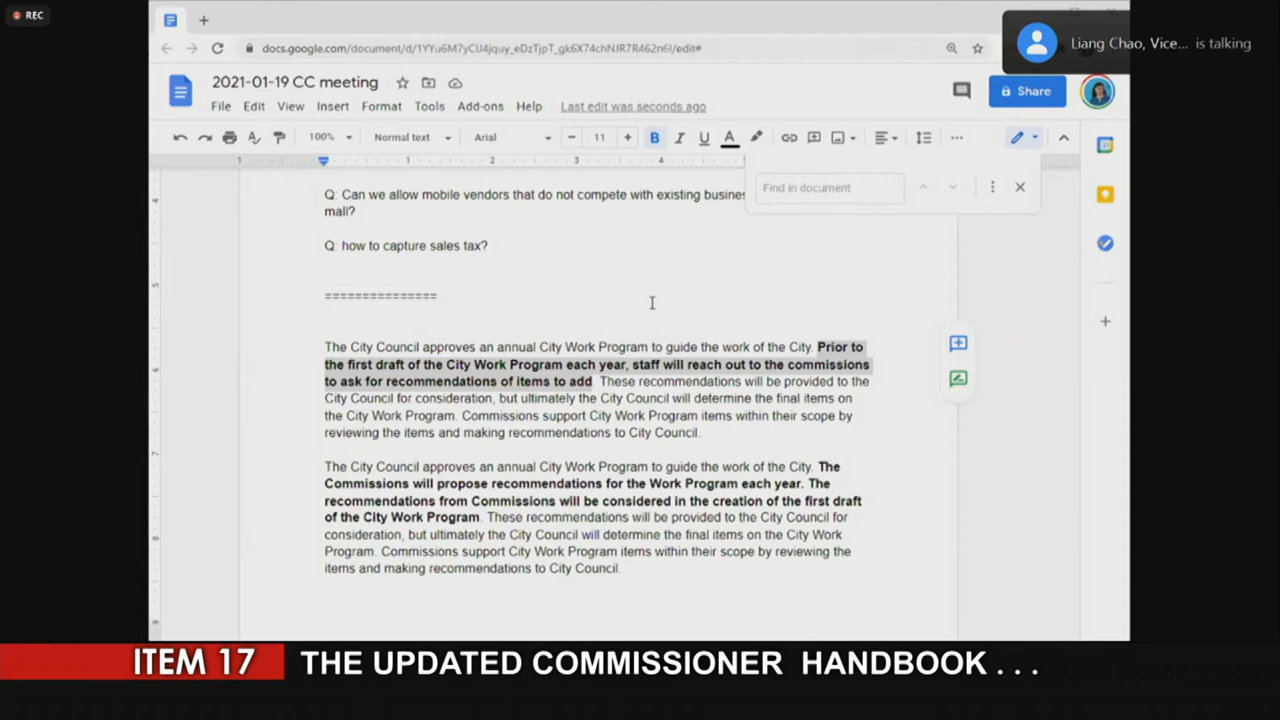 REC
Liang Chao, Vice... is talking
docs.google.com/document/d/1YYu6M7yCIJ4jquy_eDzTjpT_gk6X74chNJR7R462n6I/edit#
2021-01-19 CC meeting
File Edit View Insert Format Tools Add-ons Help Last edit was seconds ago
Share
100% Normal text Arial 11 B I U A
1 1 2 3 4
Find in document
Q: Can we allow mobile vendors that do not compete with existing busines
mall?
Q: how to capture sales tax?
===============
The City Council approves an annual City Work Program to guide the work of the City. Prior to
the first draft of the City Work Program each year, staff will reach out to the commissions
to ask for recommendations of items to add. These recommendations will be provided to the
City Council for consideration, but ultimately the City Council will determine the final items on
the City Work Program. Commissions support City Work Program items within their scope by
reviewing the items and making recommendations to City Council.
The City Council approves an annual City Work Program to guide the work of the City. The
Commissions will propose recommendations for the Work Program each year. The
recommendations from Commissions will be considered in the creation of the first draft
of the City Work Program. These recommendations will be provided to the City Council for
consideration, but ultimately the City Council will determine the final items on the City Work
Program. Commissions support City Work Program items within their scope by reviewing the
items and making recommendations to City Council.
ITEM 17 THE UPDATED COMMISSIONER HANDBOOK . . .